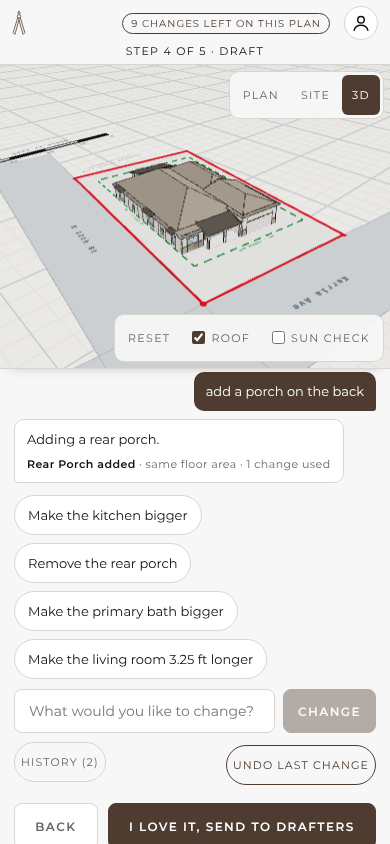 9 CHANGES LEFT ON THIS PLAN
STEP 4 OF 5 · DRAFT
PLAN SITE 3D
Kerria Ave
RESET ROOF SUN CHECK
add a porch on the back
Adding a rear porch.
Rear Porch added · same floor area · 1 change used
Make the kitchen bigger
Remove the rear porch
Make the primary bath bigger
Make the living room 3.25 ft longer
What would you like to change? CHANGE
HISTORY (2) UNDO LAST CHANGE
BACK I LOVE IT, SEND TO DRAFTERS